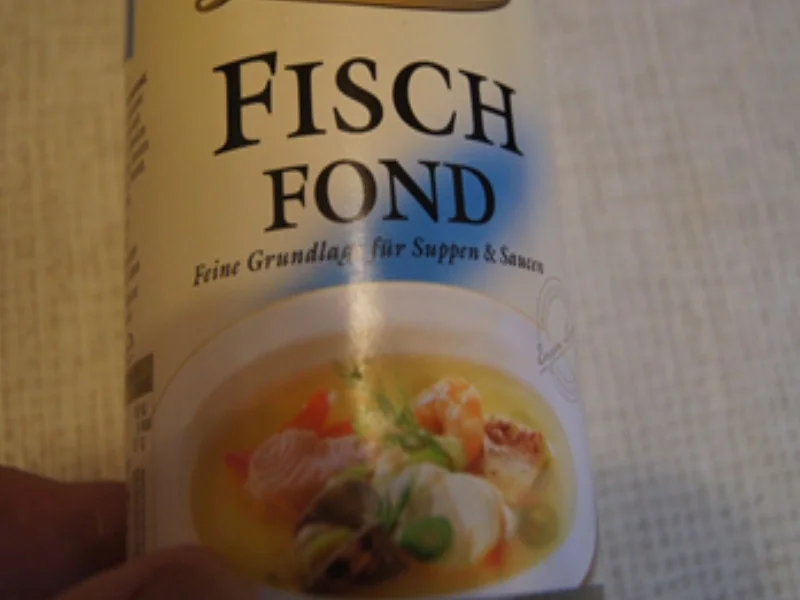 FISCH
FOND
Feine Grundlage für Suppen & Saucen